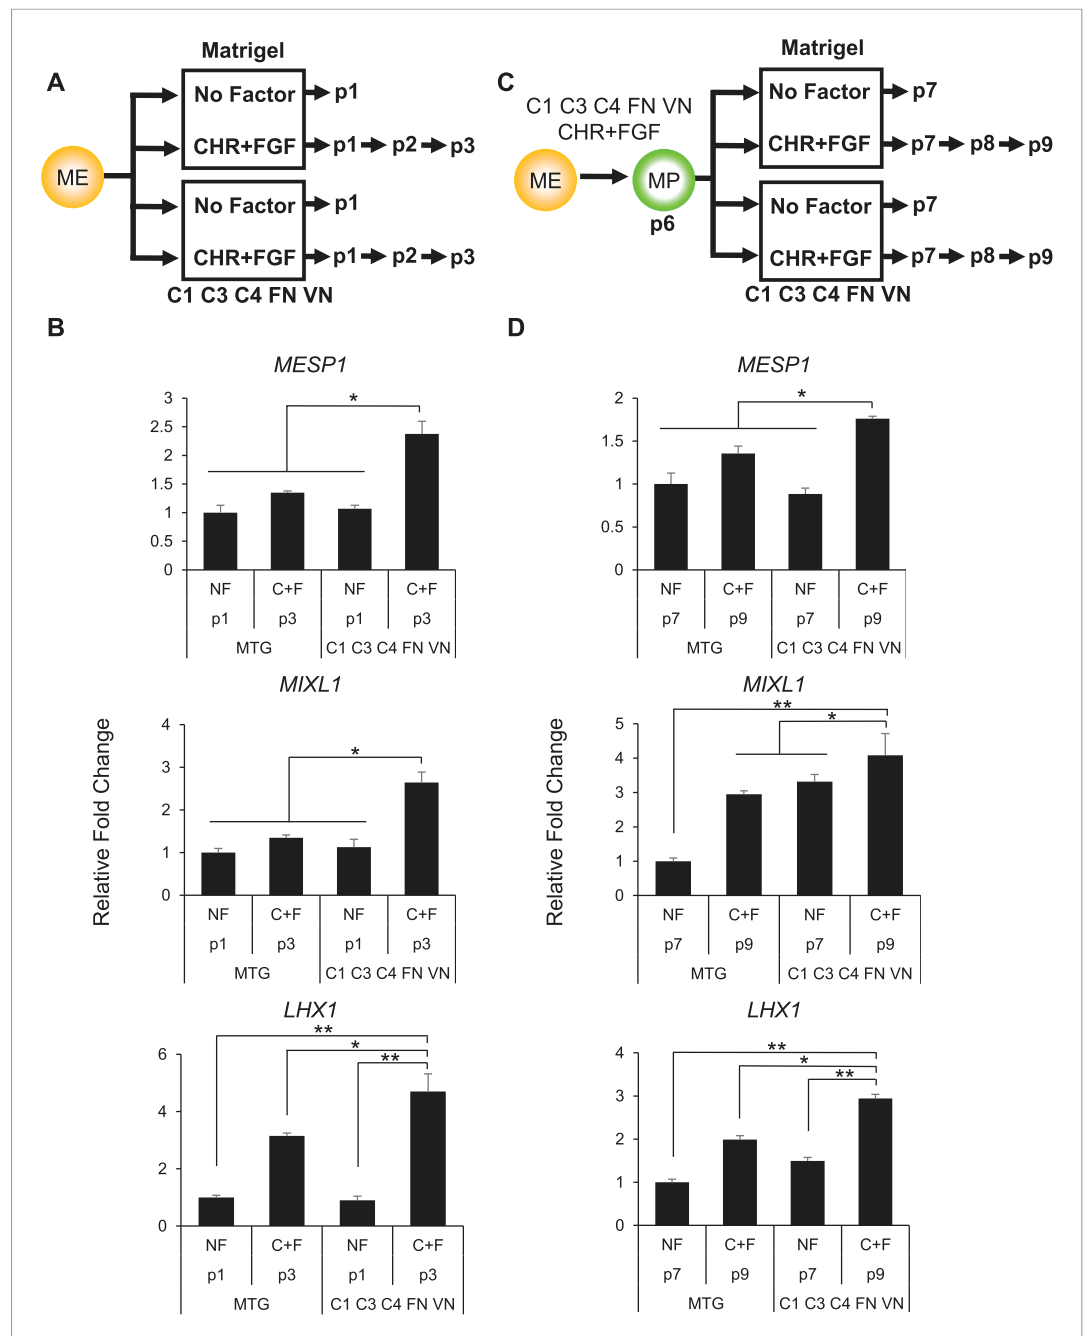 A
Matrigel
No Factor
p1
CHR+FGF
p1
p2
p3
ME
No Factor
p1
CHR+FGF
p1
p2
p3
C1 C3 C4 FN VN
C
Matrigel
C1 C3 C4 FN VN
CHR+FGF
No Factor
p7
CHR+FGF
p7
p8
p9
ME
MP
p6
No Factor
p7
CHR+FGF
p7
p8
p9
C1 C3 C4 FN VN
B
Relative Fold Change
MESP1
3
2.5
2
1.5
1
0.5
0
*
NF
C+F
NF
C+F
p1
p3
p1
p3
MTG
C1 C3 C4 FN VN
MIXL1
4
3
2
1
0
*
NF
C+F
NF
C+F
p1
p3
p1
p3
MTG
C1 C3 C4 FN VN
LHX1
6
4
2
0
**
*
**
NF
C+F
NF
C+F
p1
p3
p1
p3
MTG
C1 C3 C4 FN VN
D
Relative Fold Change
MESP1
2
1.5
1
0.5
0
*
NF
C+F
NF
C+F
p7
p9
p7
p9
MTG
C1 C3 C4 FN VN
MIXL1
5
4
3
2
1
0
**
*
NF
C+F
NF
C+F
p7
p9
p7
p9
MTG
C1 C3 C4 FN VN
LHX1
4
3
2
1
0
**
*
**
NF
C+F
NF
C+F
p7
p9
p7
p9
MTG
C1 C3 C4 FN VN